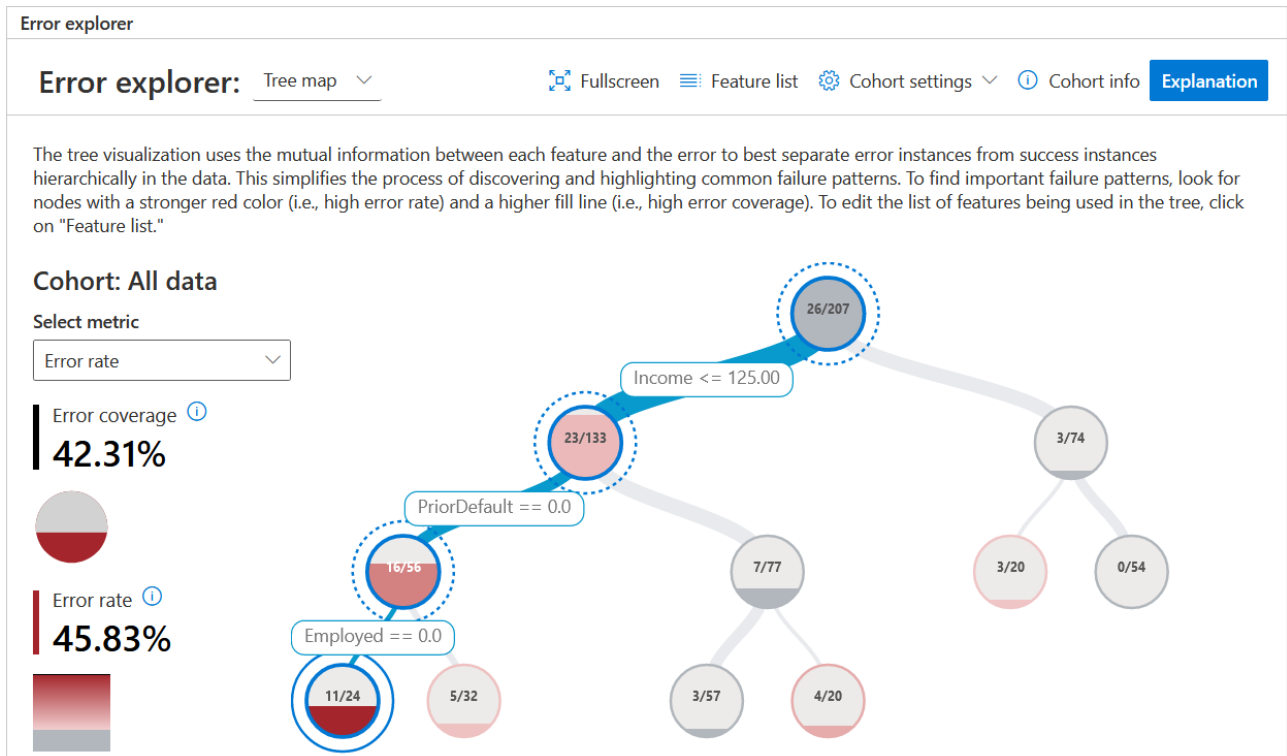 Error explorer
Error explorer: Tree map Fullscreen Feature list Cohort settings Cohort info Explanation
The tree visualization uses the mutual information between each feature and the error to best separate error instances from success instances
hierarchically in the data. This simplifies the process of discovering and highlighting common failure patterns. To find important failure patterns, look for
nodes with a stronger red color (i.e., high error rate) and a higher fill line (i.e., high error coverage). To edit the list of features being used in the tree, click
on "Feature list."
Cohort: All data
Select metric
Error rate
Error coverage
42.31%
Error rate
45.83%
26/207
Income <= 125.00
23/133
3/74
PriorDefault == 0.0
16/56
7/77
3/20
0/54
Employed == 0.0
11/24
5/32
3/57
4/20